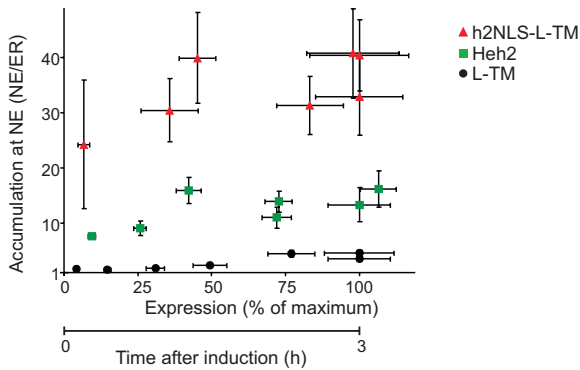 h2NLS-L-TM
Heh2
L-TM
Accumulation at NE (NE/ER)
40
30
20
10
1
0 25 50 75 100
Expression (% of maximum)
0 3
Time after induction (h)